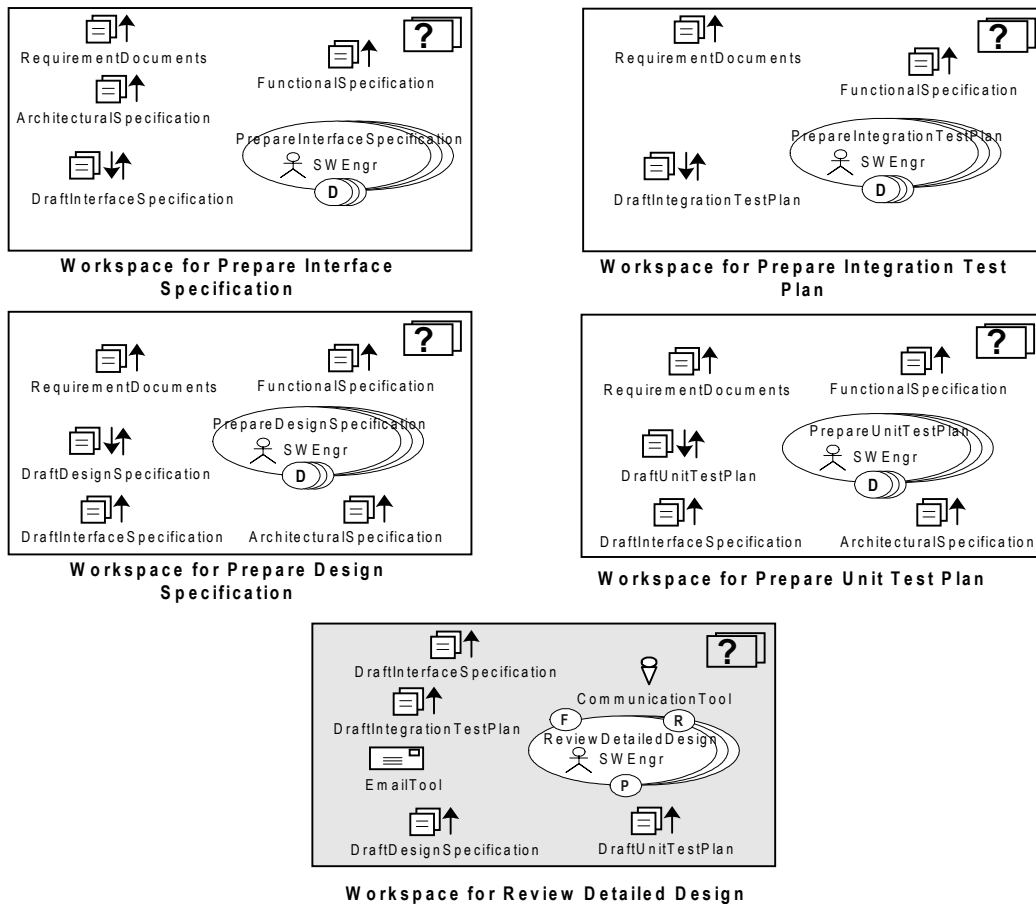 RequirementDocuments
?
FunctionalSpecification
ArchitecturalSpecification
PrepareInterfaceSpecification
SWEngr
D
DraftInterfaceSpecification
Workspace for Prepare Interface
Specification
RequirementDocuments
?
FunctionalSpecification
PrepareIntegrationTestPlan
SWEngr
D
DraftIntegrationTestPlan
Workspace for Prepare Integration Test
Plan
?
RequirementDocuments
FunctionalSpecification
PrepareDesignSpecification
SWEngr
D
DraftDesignSpecification
DraftInterfaceSpecification
ArchitecturalSpecification
Workspace for Prepare Design
Specification
?
RequirementDocuments
FunctionalSpecification
PrepareUnitTestPlan
SWEngr
D
DraftUnitTestPlan
DraftInterfaceSpecification
ArchitecturalSpecification
Workspace for Prepare Unit Test Plan
?
DraftInterfaceSpecification
CommunicationTool
DraftIntegrationTestPlan
F
R
ReviewDetailedDesign
SWEngr
P
EmailTool
DraftDesignSpecification
DraftUnitTestPlan
Workspace for Review Detailed Design